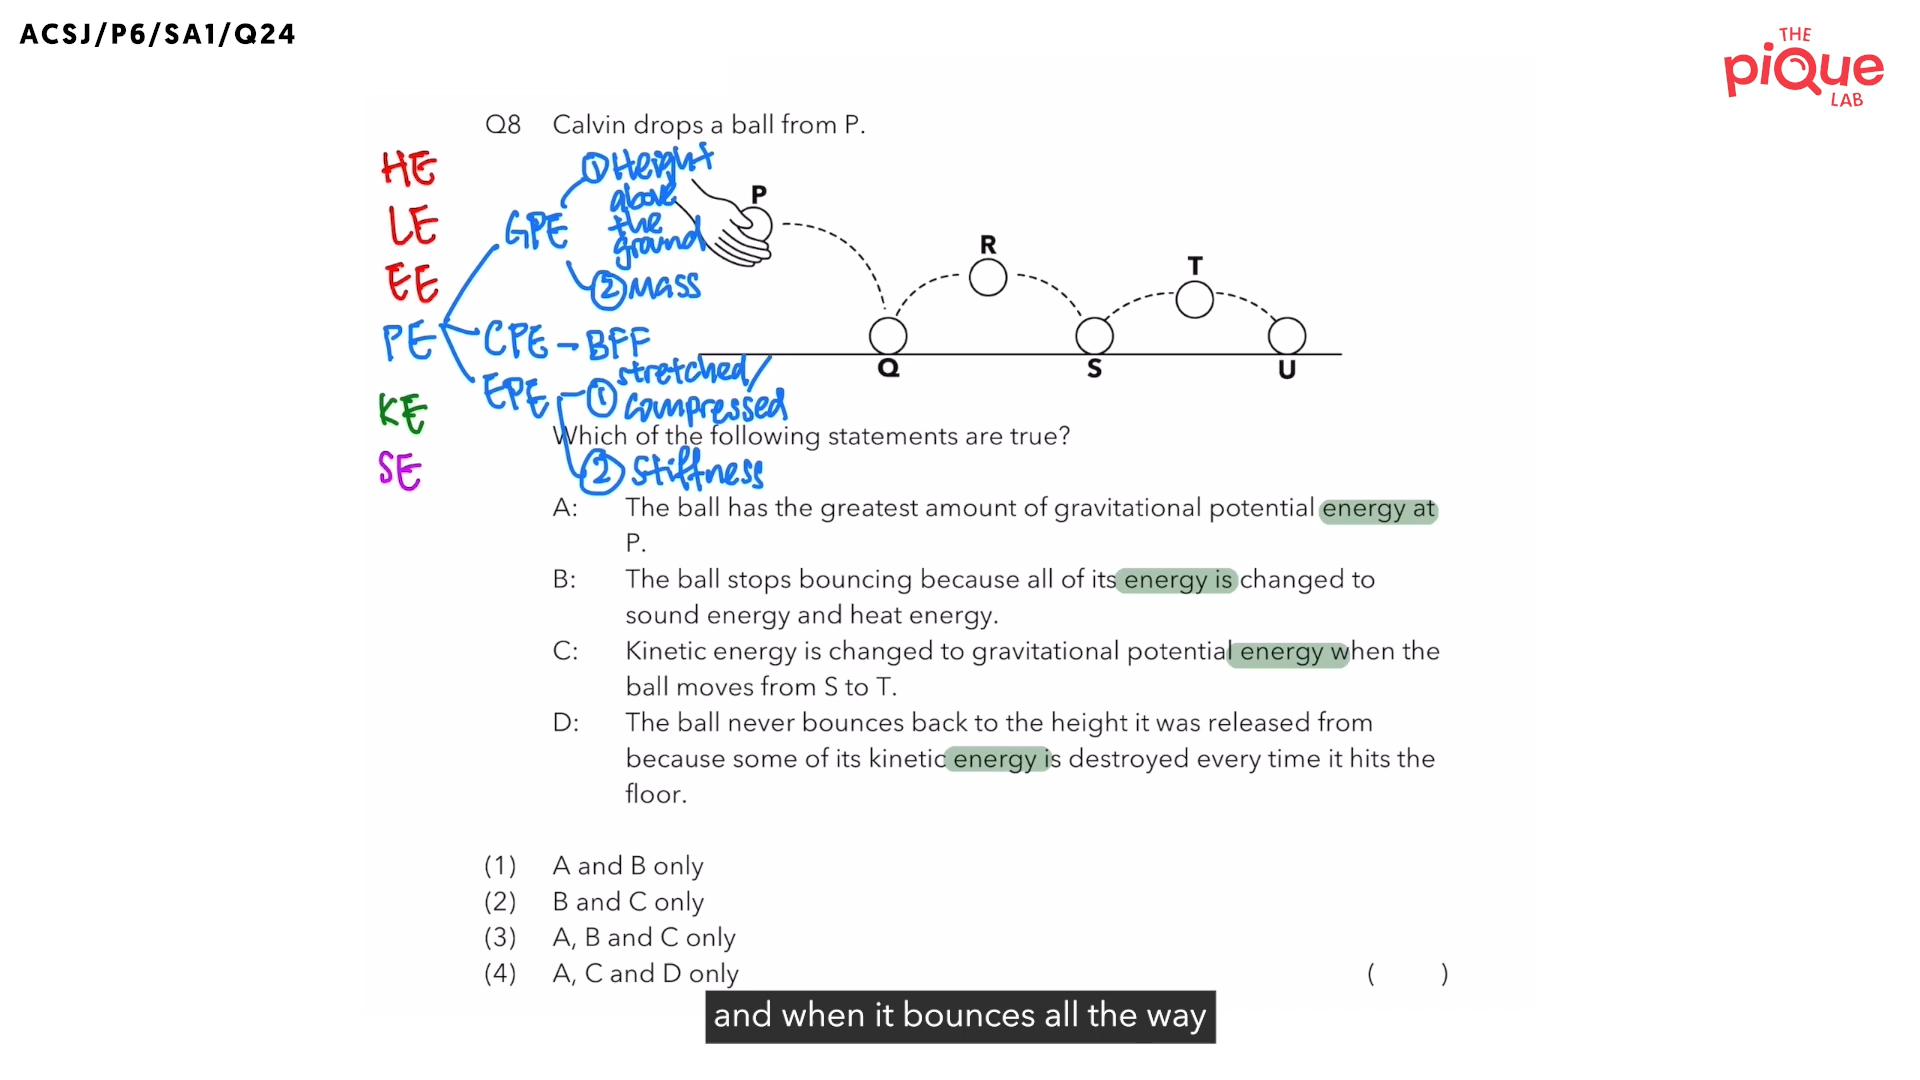 ACSJ/P6/SA1/Q24
THE
piQue
LAB
Q8 Calvin drops a ball from P.
HE
LE
EE
PE
KE
SE
GPE
① Height
above
the
ground
② Mass
CPE – BFF
EPE
① stretched/
compressed
② Stiffness
P
R
T
Q
S
U
Which of the following statements are true?
A: The ball has the greatest amount of gravitational potential energy at
P.
B: The ball stops bouncing because all of its energy is changed to
sound energy and heat energy.
C: Kinetic energy is changed to gravitational potential energy when the
ball moves from S to T.
D: The ball never bounces back to the height it was released from
because some of its kinetic energy is destroyed every time it hits the
floor.
(1) A and B only
(2) B and C only
(3) A, B and C only
(4) A, C and D only ( )
and when it bounces all the way